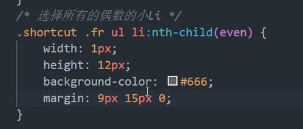 /* 选择所有的偶数的小Li */
.shortcut .fr ul li:nth-child(even) {
width: 1px;
height: 12px;
background-color: #666;
margin: 9px 15px 0;
}